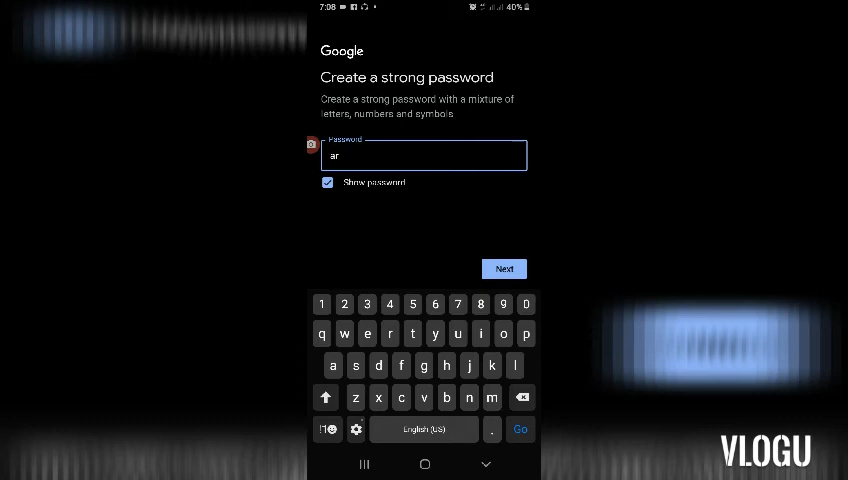 7:08
40%
Google
Create a strong password
Create a strong password with a mixture of
letters, numbers and symbols
Password
ar
Show password
Next
1 2 3 4 5 6 7 8 9 0
q w e r t y u i o p
a s d f g h j k l
z x c v b n m
!1 English (US) . Go
VLOGU